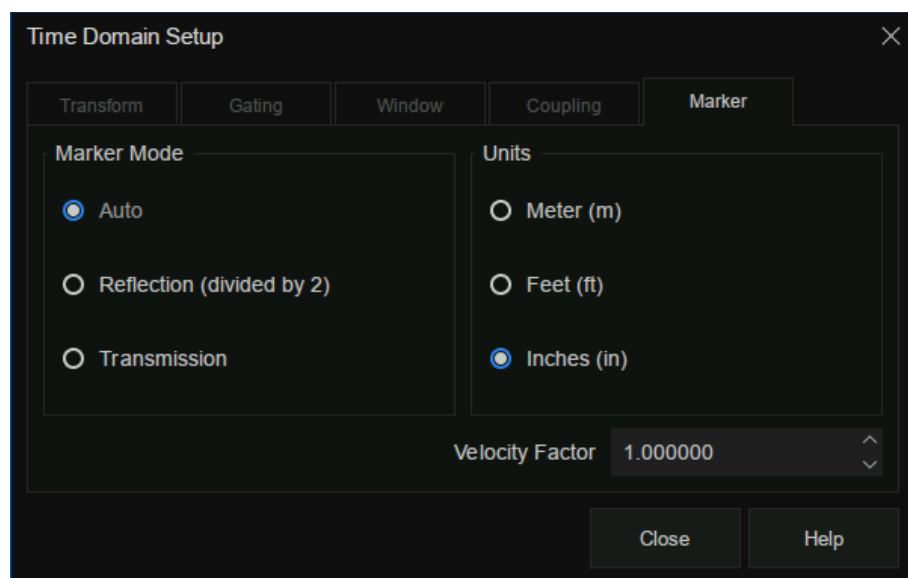 Time Domain Setup
Transform Gating Window Coupling Marker
Marker Mode
Auto
Reflection (divided by 2)
Transmission
Units
Meter (m)
Feet (ft)
Inches (in)
Velocity Factor 1.000000
Close Help